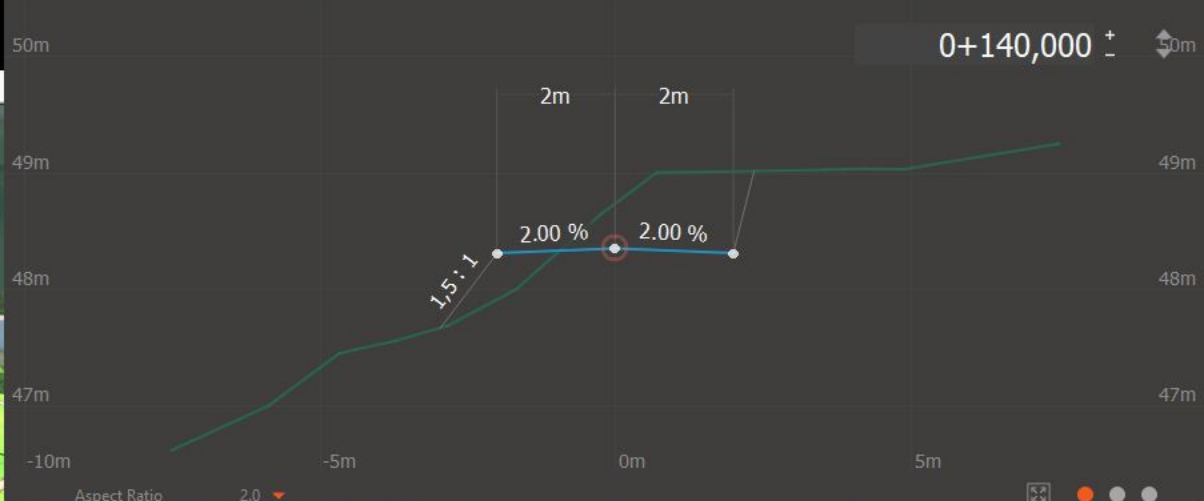 50m
0+140,000 + -
50m
2m
2m
49m
49m
2.00 %
2.00 %
1,5 : 1
48m
48m
47m
47m
-10m
-5m
0m
5m
Aspect Ratio
2.0